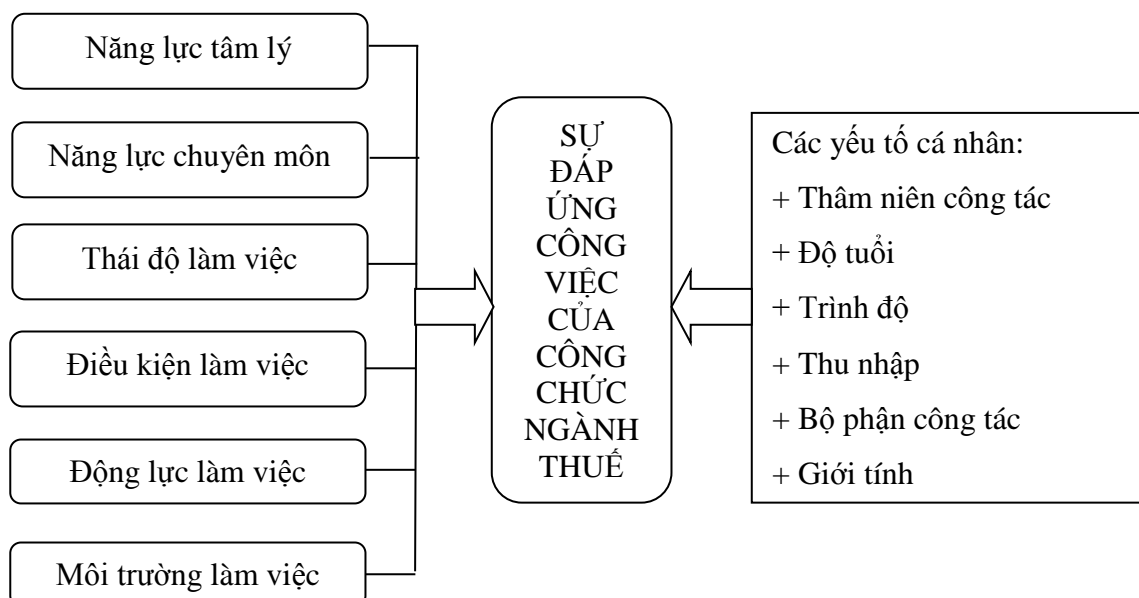 Năng lực tâm lý
Năng lực chuyên môn
Thái độ làm việc
Điều kiện làm việc
Động lực làm việc
Môi trường làm việc
SỰ
ĐÁP
ỨNG
CÔNG
VIỆC
CỦA
CÔNG
CHỨC
NGÀNH
THUẾ
Các yếu tố cá nhân:
+ Thâm niên công tác
+ Độ tuổi
+ Trình độ
+ Thu nhập
+ Bộ phận công tác
+ Giới tính